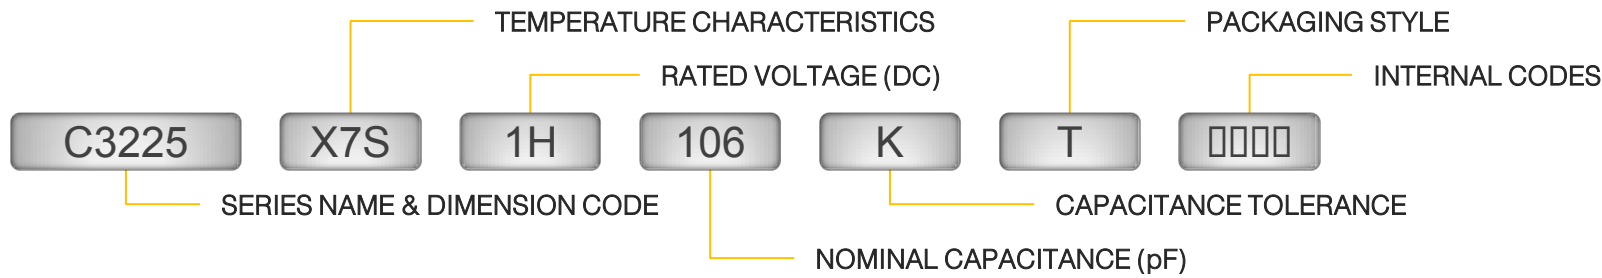 TEMPERATURE CHARACTERISTICS
PACKAGING STYLE
RATED VOLTAGE (DC)
INTERNAL CODES
C3225 X7S 1H 106 K T □□□□
SERIES NAME & DIMENSION CODE
CAPACITANCE TOLERANCE
NOMINAL CAPACITANCE (pF)